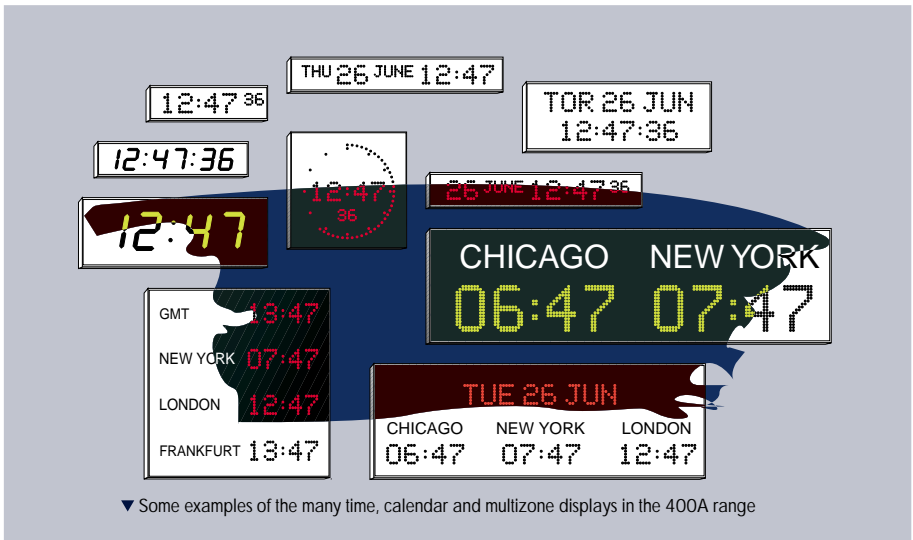 THU 26 JUNE 12:47
12:47 36
TOR 26 JUN
12:47:36
12:47:36
12:47
36
26 JUNE 12:47 36
12:47
CHICAGO NEW YORK
06:47 07:47
GMT 13:47
NEW YORK 07:47
LONDON 12:47
FRANKFURT 13:47
TUE 26 JUN
CHICAGO NEW YORK LONDON
06:47 07:47 12:47
▼ Some examples of the many time, calendar and multizone displays in the 400A range